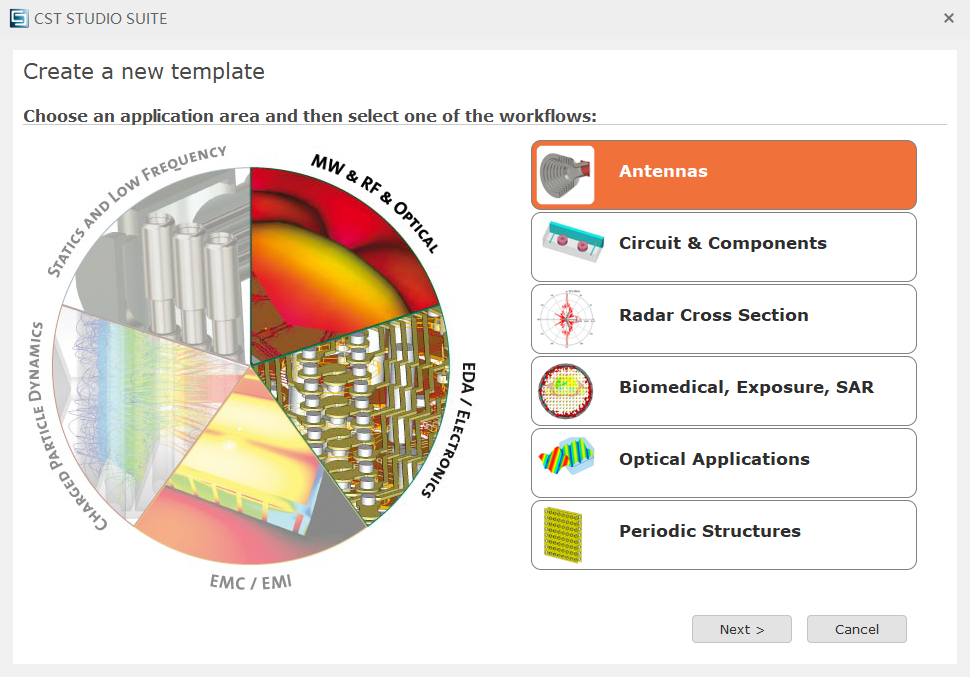 CST STUDIO SUITE
Create a new template
Choose an application area and then select one of the workflows:
STATICS AND LOW FREQUENCY
MW & RF & OPTICAL
EDA / ELECTRONICS
EMC / EMI
CHARGED PARTICLE DYNAMICS
Antennas
Circuit & Components
Radar Cross Section
Biomedical, Exposure, SAR
Optical Applications
Periodic Structures
Next >
Cancel